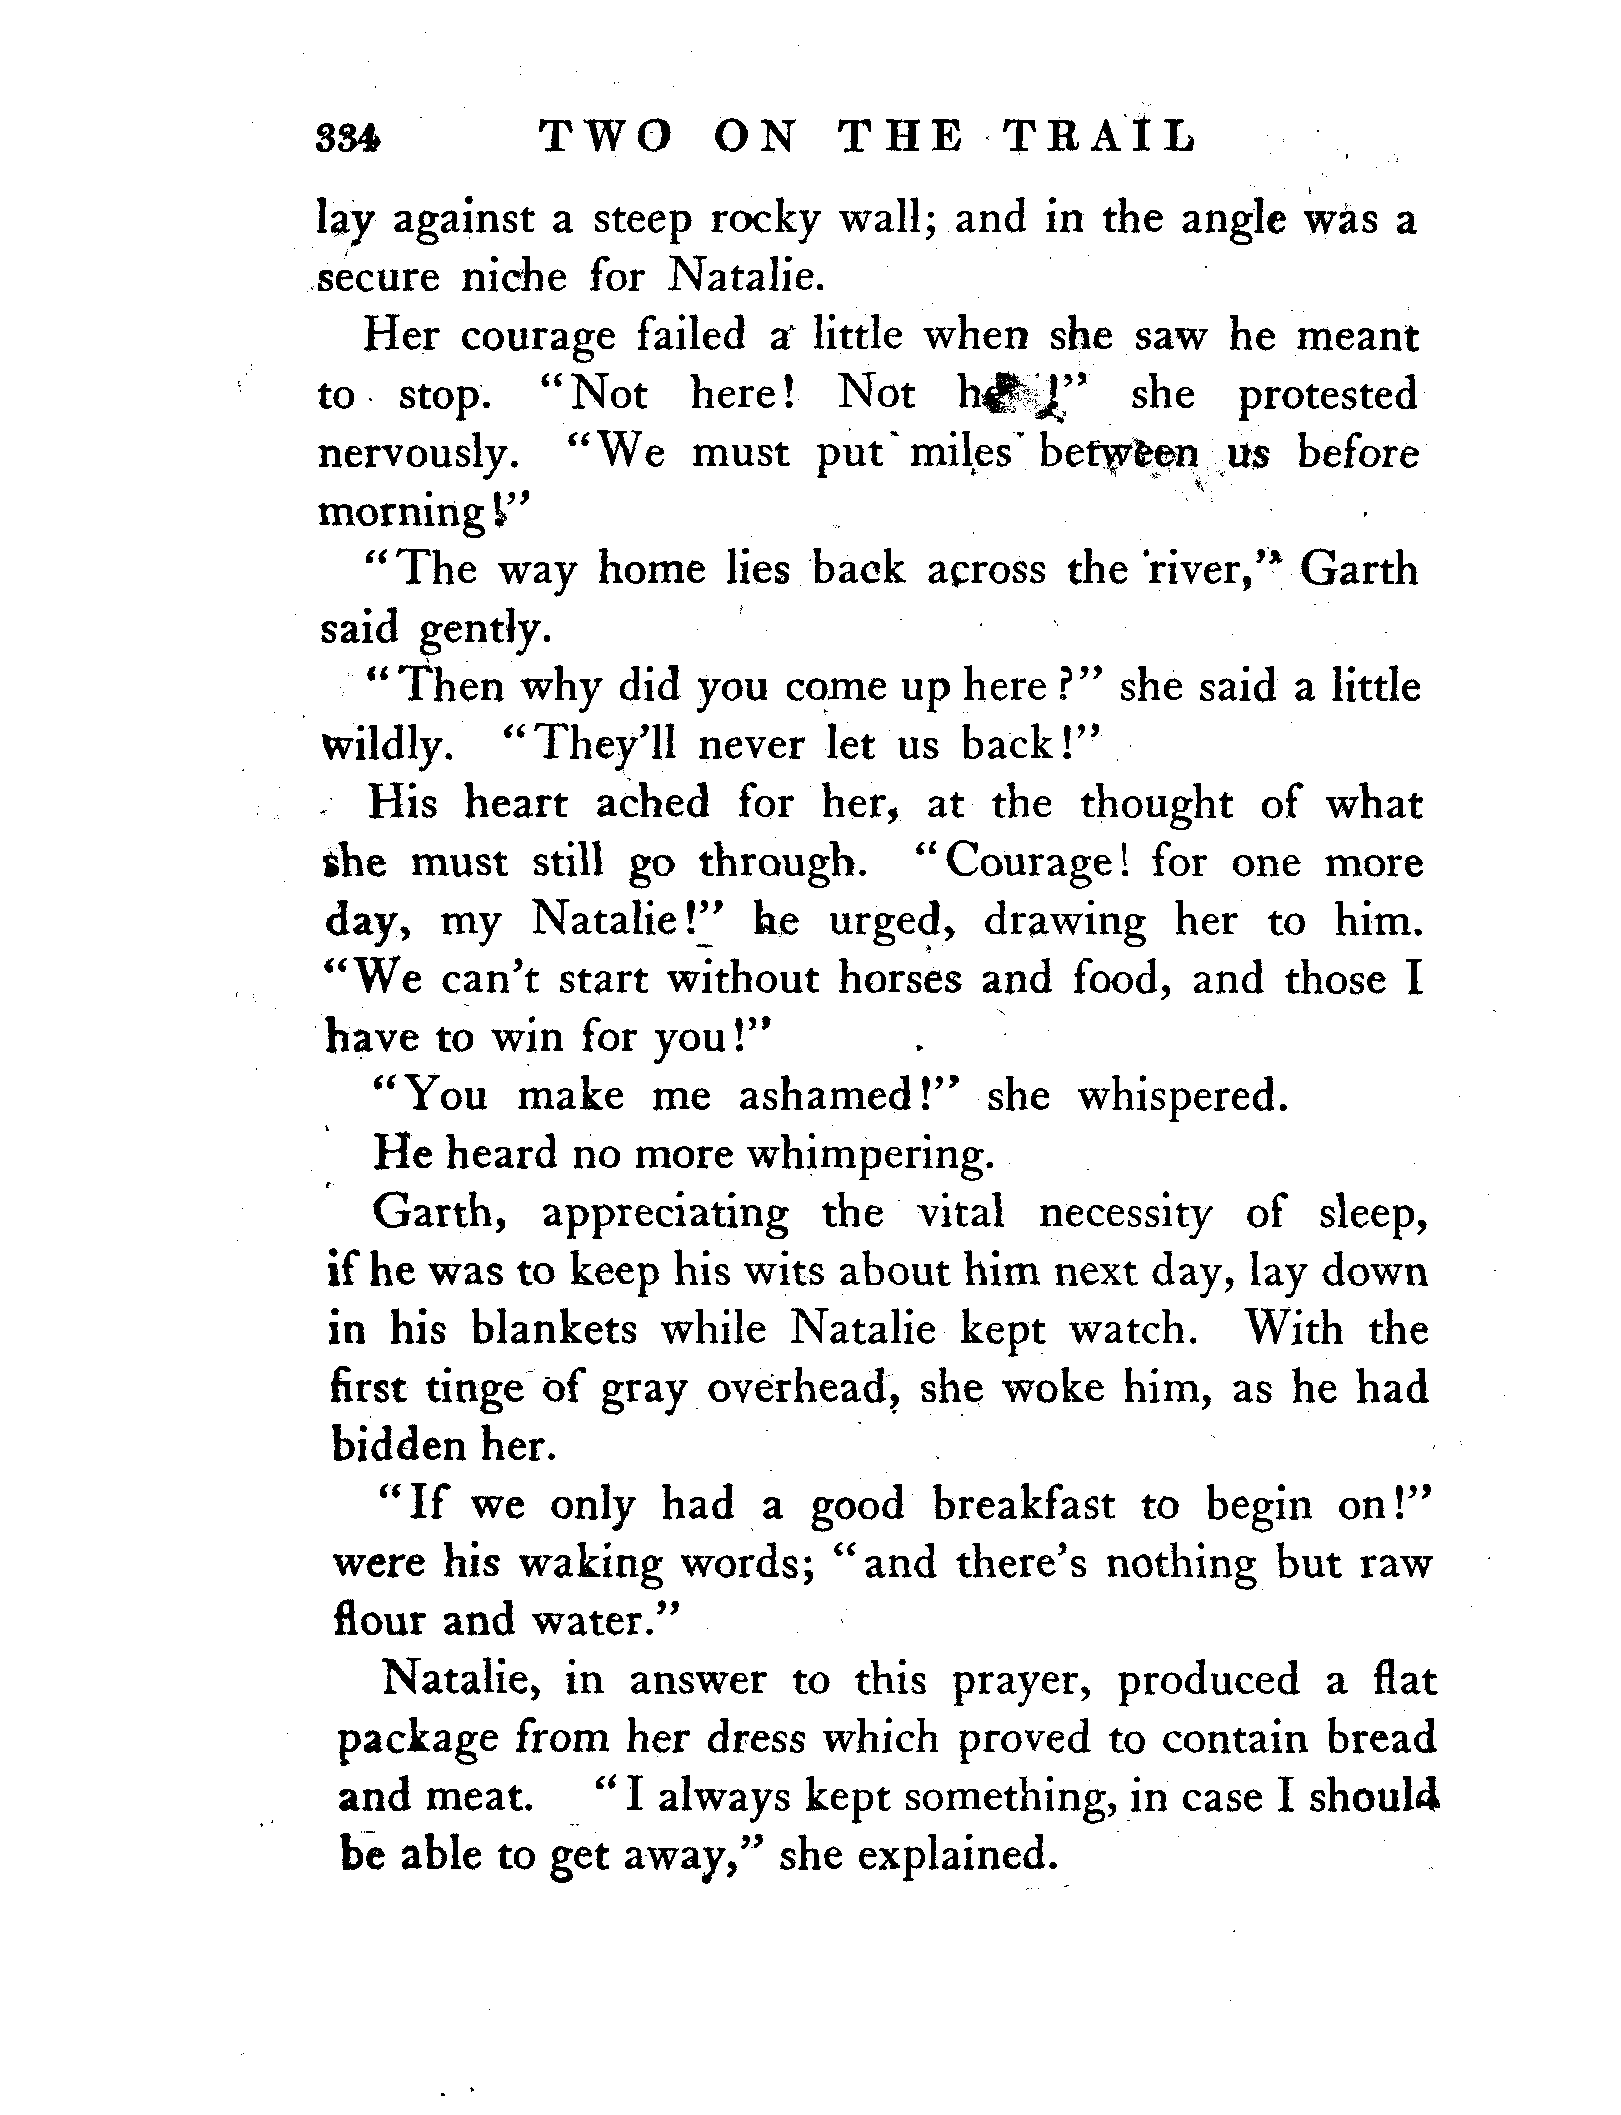 334 TWO ON THE TRAIL
lay against a steep rocky wall; and in the angle was a
secure niche for Natalie.
Her courage failed a little when she saw he meant
to stop. "Not here! Not !" she protested
nervously. "We must put miles between us before
morning!"
"The way home lies back across the river," Garth
said gently.
"Then why did you come up here?" she said a little
wildly. "They'll never let us back!"
His heart ached for her, at the thought of what
she must still go through. "Courage! for one more
day, my Natalie!" he urged, drawing her to him.
"We can't start without horses and food, and those I
have to win for you!"
"You make me ashamed!" she whispered.
He heard no more whimpering.
Garth, appreciating the vital necessity of sleep,
if he was to keep his wits about him next day, lay down
in his blankets while Natalie kept watch. With the
first tinge of gray overhead, she woke him, as he had
bidden her.
"If we only had a good breakfast to begin on!"
were his waking words; "and there's nothing but raw
flour and water."
Natalie, in answer to this prayer, produced a flat
package from her dress which proved to contain bread
and meat. "I always kept something, in case I should
be able to get away," she explained.